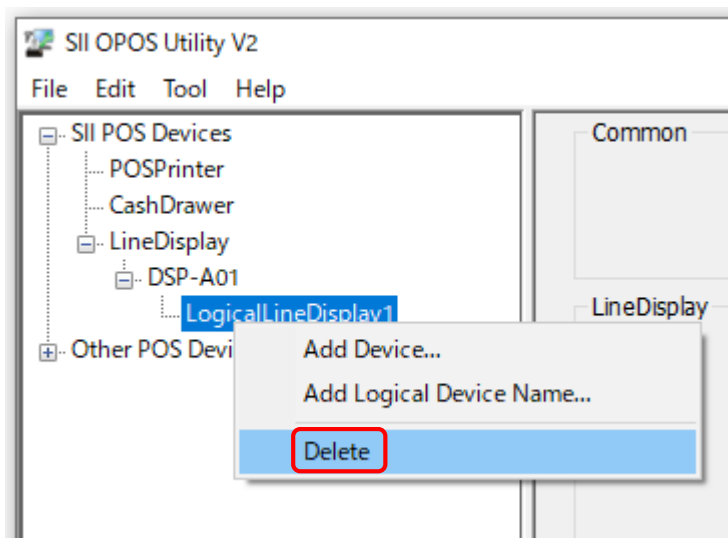 SII OPOS Utility V2
File Edit Tool Help
SII POS Devices
POSPrinter
CashDrawer
LineDisplay
DSP-A01
LogicalLineDisplay1
Other POS Devi
Add Device...
Add Logical Device Name...
Delete
Common
LineDisplay